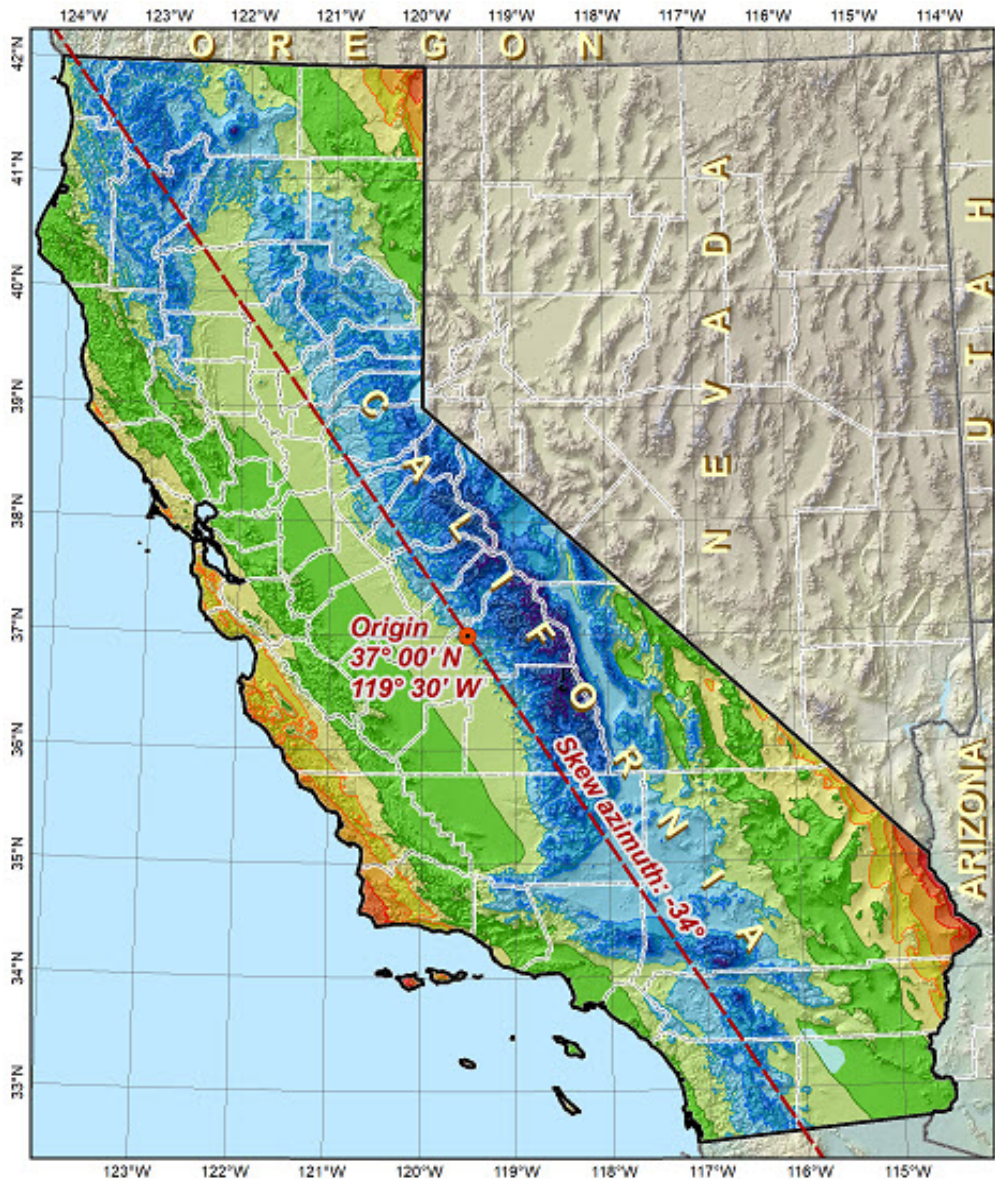 124°W 123°W 122°W 121°W 120°W 119°W 118°W 117°W 116°W 115°W 114°W
OREGON
42°N
41°N
40°N
39°N
38°N
37°N
36°N
35°N
34°N
33°N
NEVADA
UTAH
CALIFORNIA
Origin
37° 00' N
119° 30' W
Skew azimuth: -34°
ARIZONA
123°W 122°W 121°W 120°W 119°W 118°W 117°W 116°W 115°W